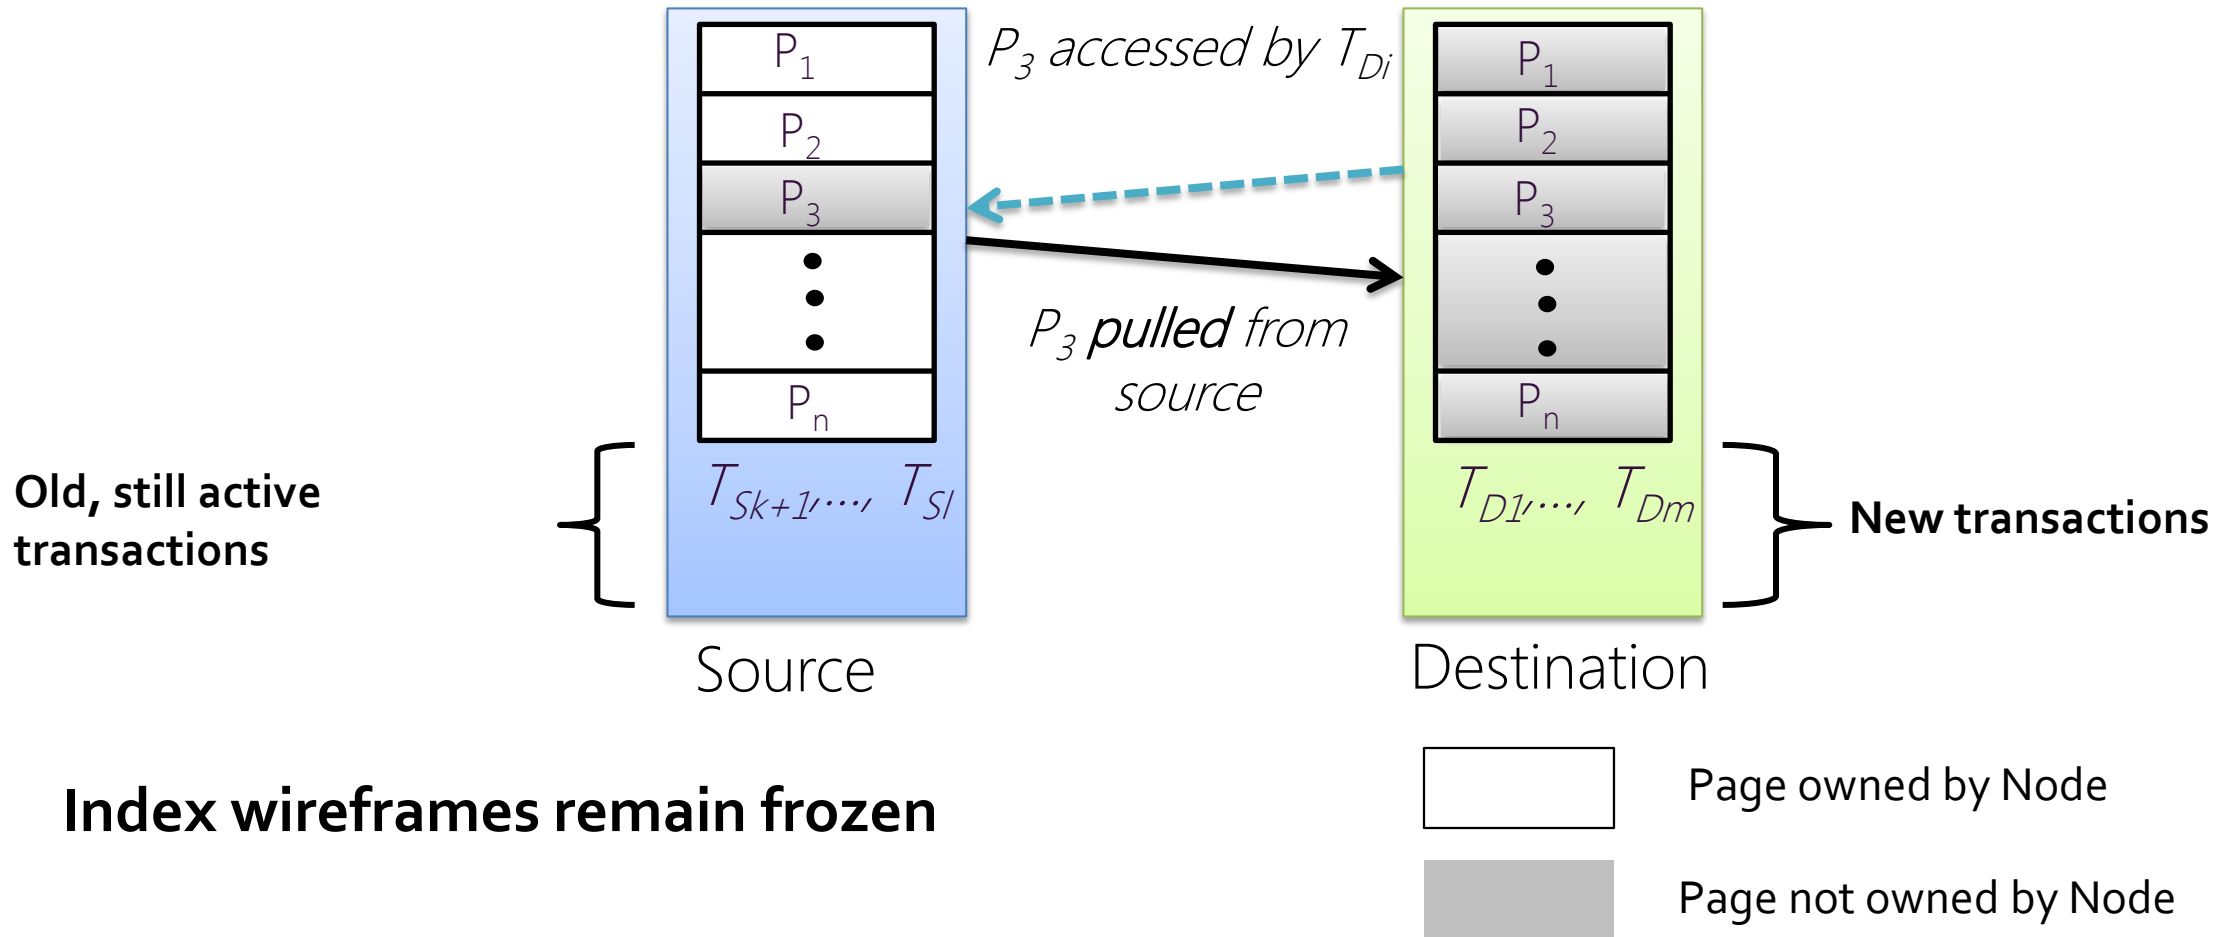 P1
P2
P3
Pn
TSk+1,..., TSl
Source
P3 accessed by TDi
P3 pulled from
source
P1
P2
P3
Pn
TD1,..., TDm
Destination
Old, still active
transactions
New transactions
Index wireframes remain frozen
Page owned by Node
Page not owned by Node